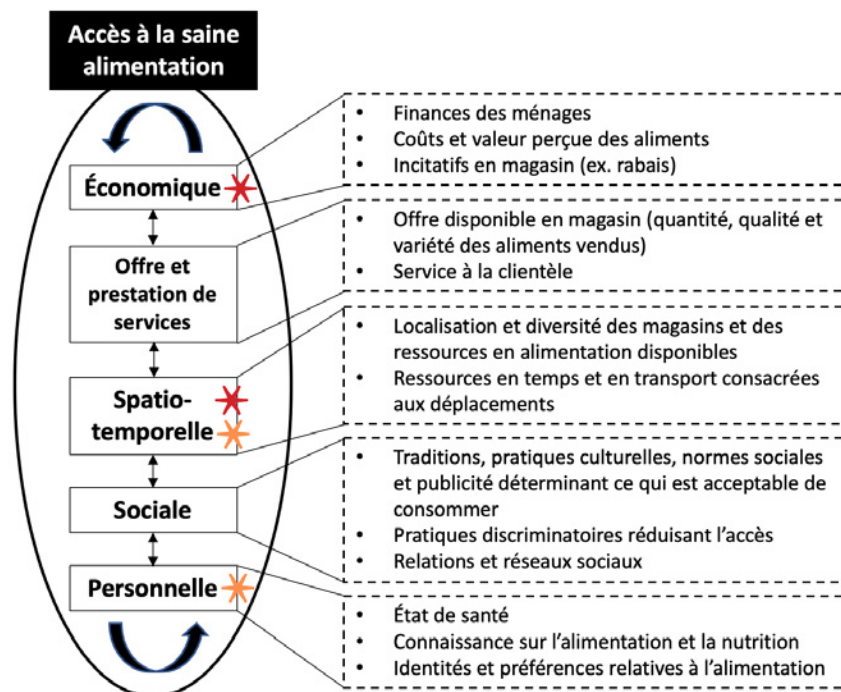 Accès à la saine
alimentation
Économique
• Finances des ménages
• Coûts et valeur perçue des aliments
• Incitatifs en magasin (ex. rabais)
Offre et
prestation de
services
• Offre disponible en magasin (quantité, qualité et
variété des aliments vendus)
• Service à la clientèle
Spatio-
temporelle
• Localisation et diversité des magasins et des
ressources en alimentation disponibles
• Ressources en temps et en transport consacrées
aux déplacements
Sociale
• Traditions, pratiques culturelles, normes sociales
et publicité déterminant ce qui est acceptable de
consommer
• Pratiques discriminatoires réduisant l’accès
• Relations et réseaux sociaux
Personnelle
• État de santé
• Connaissance sur l’alimentation et la nutrition
• Identités et préférences relatives à l’alimentation